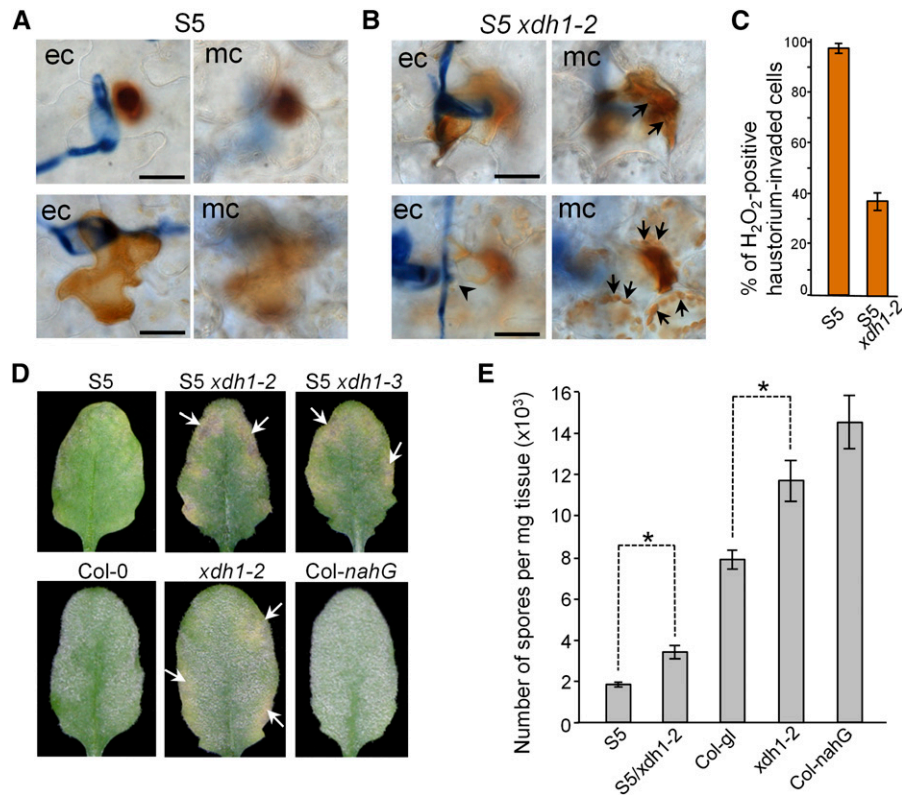 A
S5
ec
mc
B
S5 xdh1-2
ec
mc
ec
mc
ec
mc
C
% of H₂O₂-positive
haustorium-invaded cells
100
80
60
40
20
0
S5
S5
xdh1-2
D
S5
S5 xdh1-2
S5 xdh1-3
Col-0
xdh1-2
Col-nahG
E
Number of spores per mg tissue (x10³)
16
14
12
10
8
6
4
2
0
*
*
S5
S5/xdh1-2
Col-gl
xdh1-2
Col-nahG